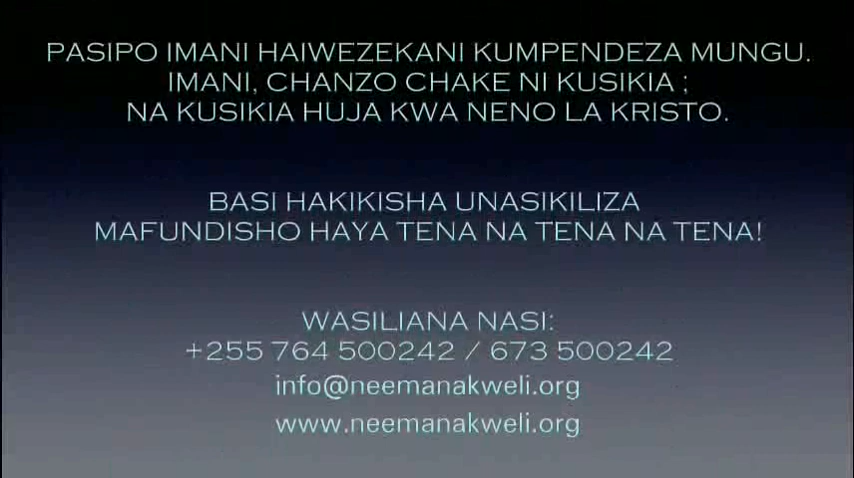 PASIPO IMANI HAIWEZEKANI KUMPENDEZA MUNGU.
IMANI, CHANZO CHAKE NI KUSIKIA ;
NA KUSIKIA HUJA KWA NENO LA KRISTO.
BASI HAKIKISHA UNASIKILIZA
MAFUNDISHO HAYA TENA NA TENA NA TENA!
WASILIANA NASI:
+255 764 500242 / 673 500242
info@neemanakweli.org
www.neemanakweli.org